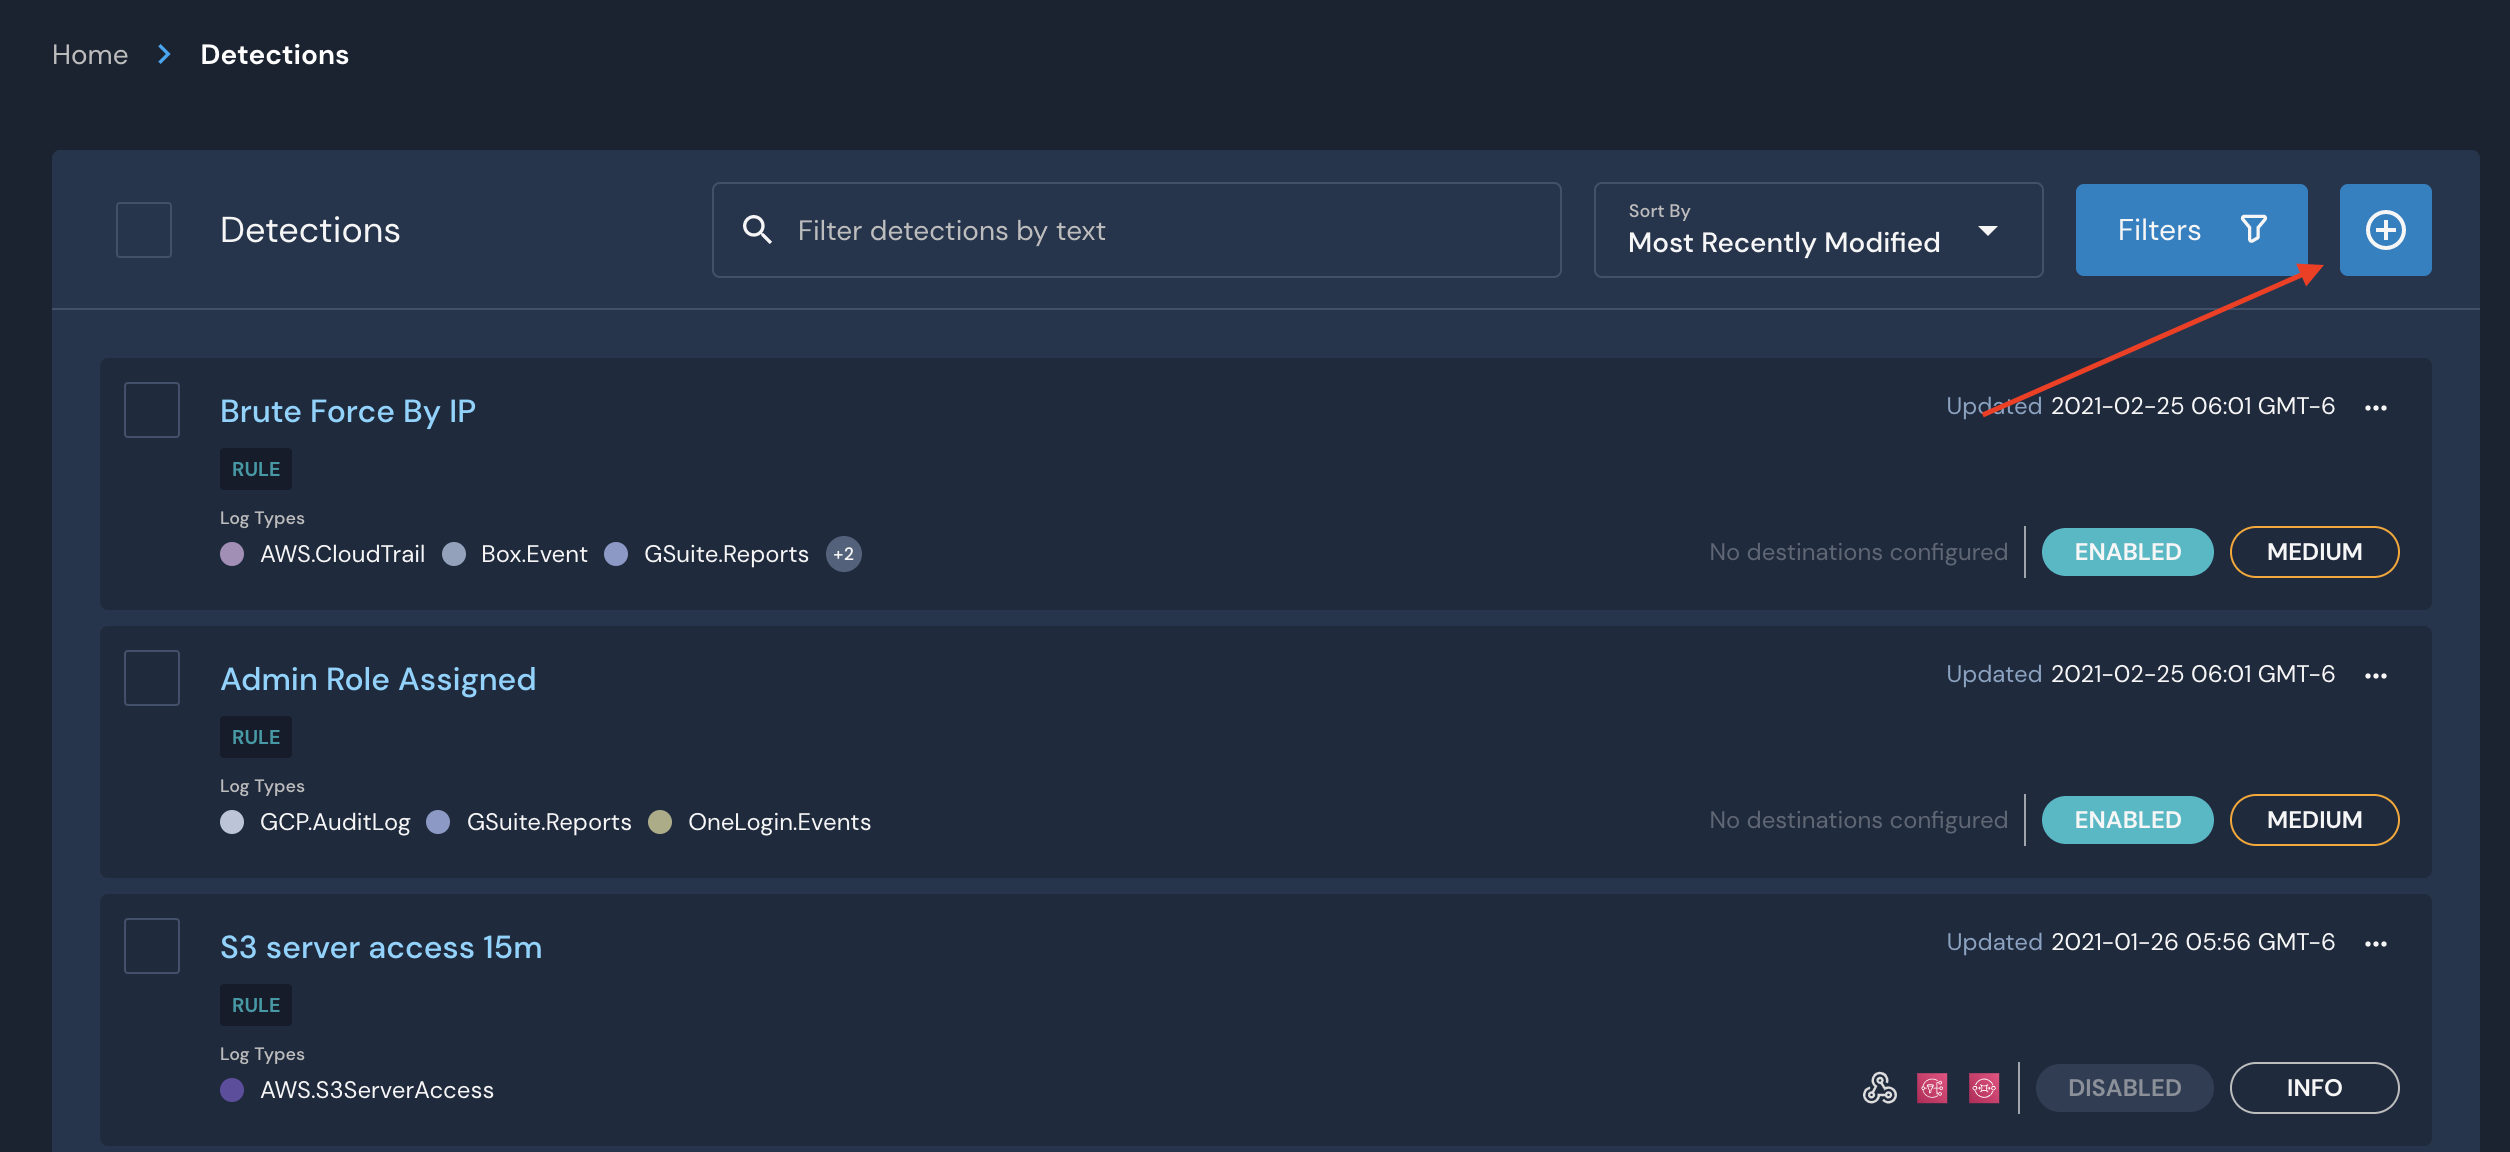 Home Detections
Detections
Filter detections by text
Sort By
Most Recently Modified
Filters
Brute Force By IP
Updated 2021-02-25 06:01 GMT-6
RULE
Log Types
AWS.CloudTrail Box.Event GSuite.Reports +2
No destinations configured ENABLED MEDIUM
Admin Role Assigned
Updated 2021-02-25 06:01 GMT-6
RULE
Log Types
GCP.AuditLog GSuite.Reports OneLogin.Events
No destinations configured ENABLED MEDIUM
S3 server access 15m
Updated 2021-01-26 05:56 GMT-6
RULE
Log Types
AWS.S3ServerAccess
DISABLED INFO